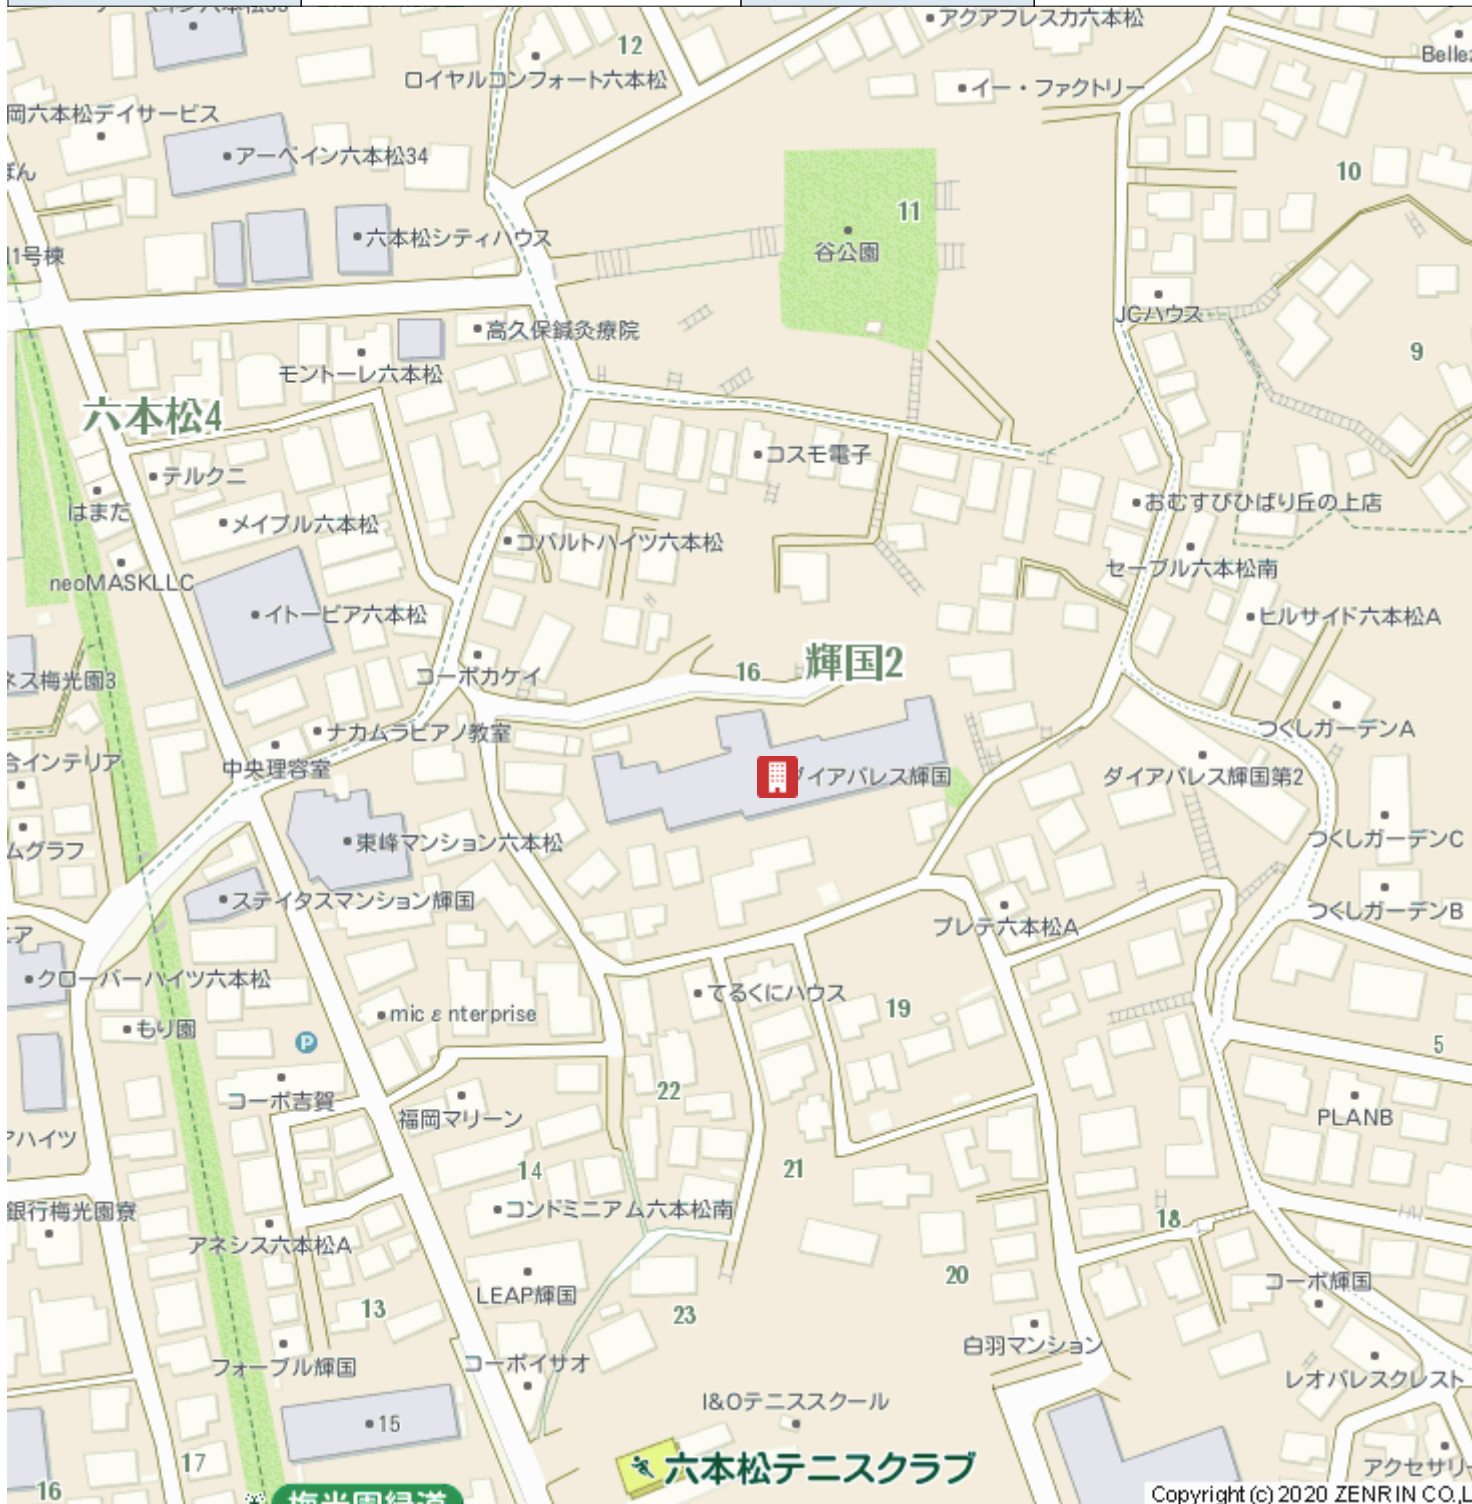 12
アクアフレスカ六本松
ロイヤルコンフォート六本松
イー・ファクトリー
岡六本松デイサービス
アーベイン六本松34
10
11
六本松シティハウス
谷公園
1号棟
JCハウス
高久保鍼灸療院
9
モントーレ六本松
六本松4
コスモ電子
テルクニ
おむすびひばり丘の上店
はまだ
メイプル六本松
コバルトハイツ六本松
セーブル六本松南
neoMASKLLC
イトーピア六本松
ヒルサイド六本松A
輝国2
16
コーポカケイ
ネス梅光園3
ナカムラピアノ教室
つくしガーデンA
合インテリア
中央理容室
ダイアパレス輝国第2
イアパレス輝国
つくしガーデンC
東峰マンション六本松
ムグラフ
ステイタスマンション輝国
つくしガーデンB
プレテ六本松A
クローバーハイツ六本松
てるくにハウス
19
mic ε nterprise
もり園
P
5
22
コーポ吉賀
福岡マリーン
PLANB
アハイツ
14
21
コンドミニアム六本松南
銀行梅光園寮
18
アネシス六本松A
20
コーポ輝国
LEAP輝国
13
23
白羽マンション
フォーブル輝国
コーポイサオ
レオパレスクレスト
I&Oテニススクール
15
17
六本松テニスクラブ
アクセサリー
16
梅光園緑道
Copyright (c) 2020 ZENRIN CO.,L